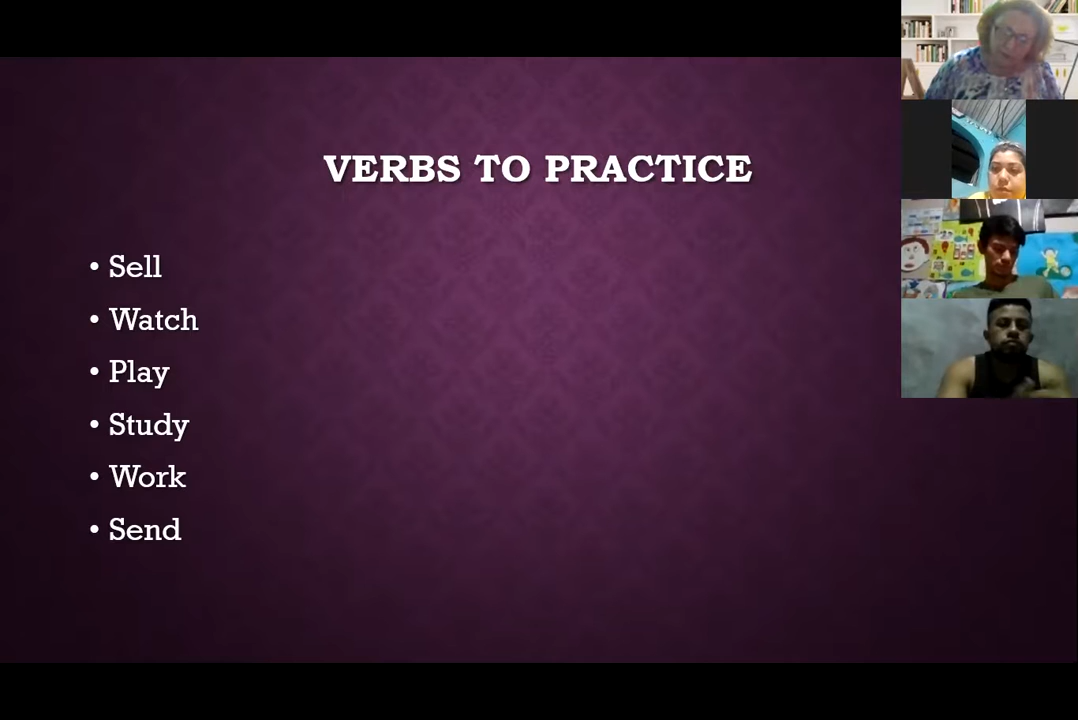 VERBS TO PRACTICE
• Sell
• Watch
• Play
• Study
• Work
• Send